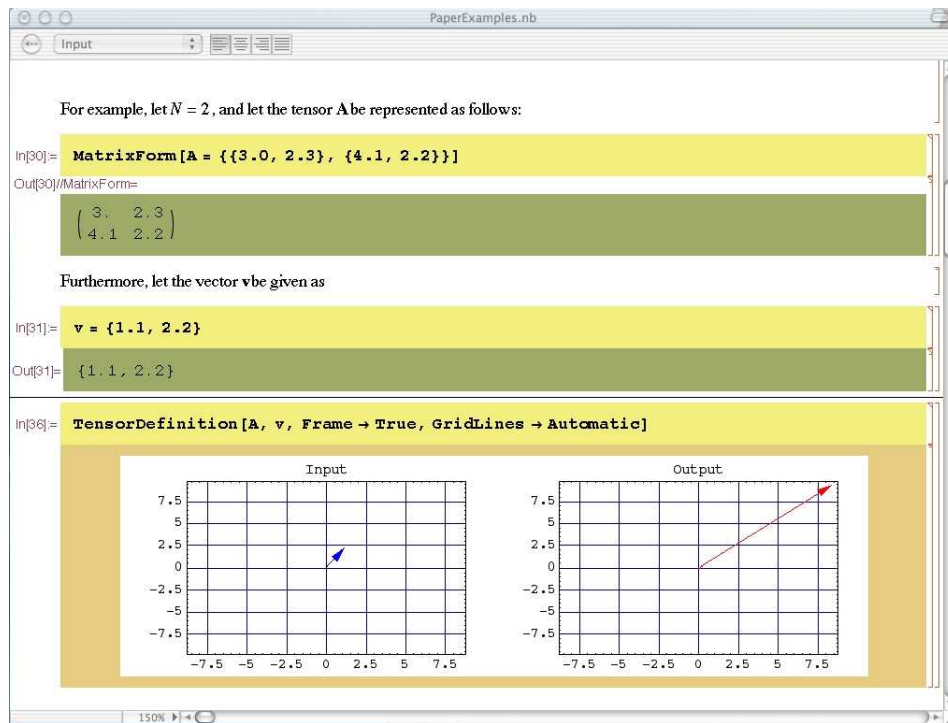 PaperExamples.nb
Input
For example, let N = 2, and let the tensor A be represented as follows:
In[30]:= MatrixForm[A = {{3.0, 2.3}, {4.1, 2.2}}]
Out[30]//MatrixForm=
( 3. 2.3
4.1 2.2 )
Furthermore, let the vector v be given as
In[31]:= v = {1.1, 2.2}
Out[31]= {1.1, 2.2}
In[36]:= TensorDefinition[A, v, Frame → True, GridLines → Automatic]
Input Output
7.5 7.5
5 5
2.5 2.5
0 0
-2.5 -2.5
-5 -5
-7.5 -7.5
-7.5 -5 -2.5 0 2.5 5 7.5 -7.5 -5 -2.5 0 2.5 5 7.5
150%